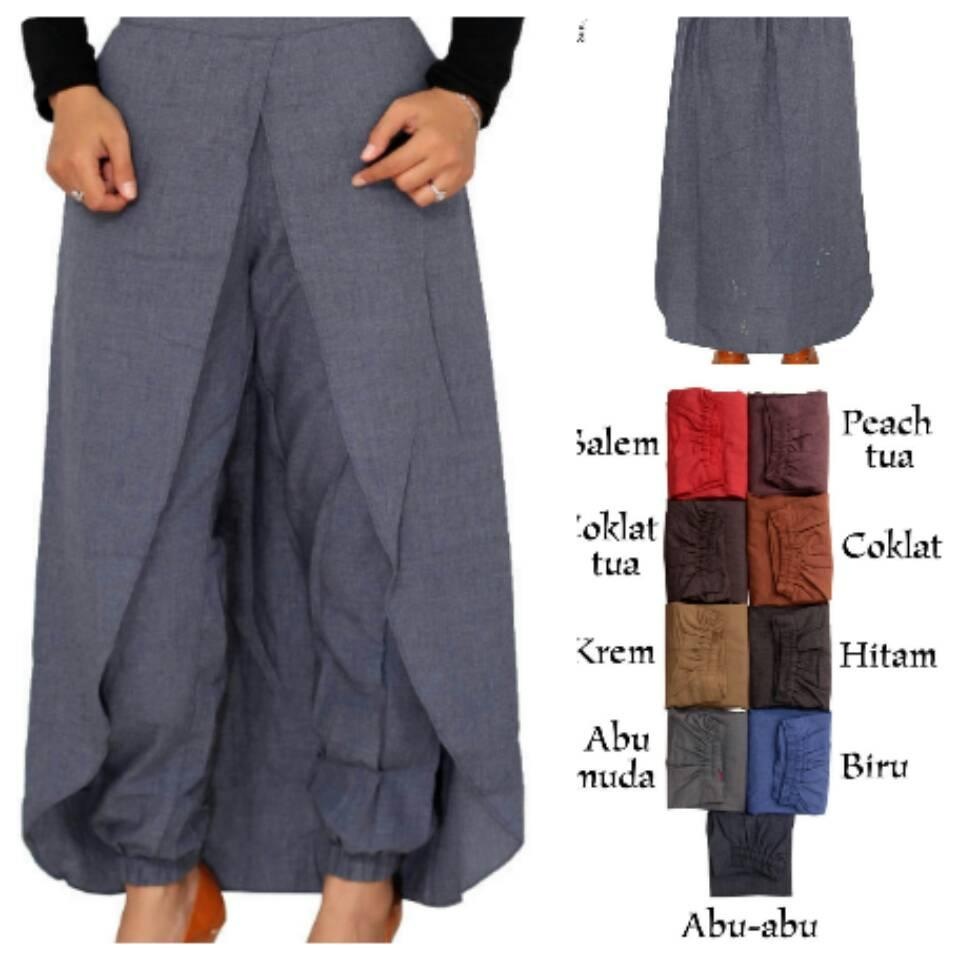 Salem
Peach
tua
Coklat
tua
Coklat
Krem
Hitam
Abu
muda
Biru
Abu-abu